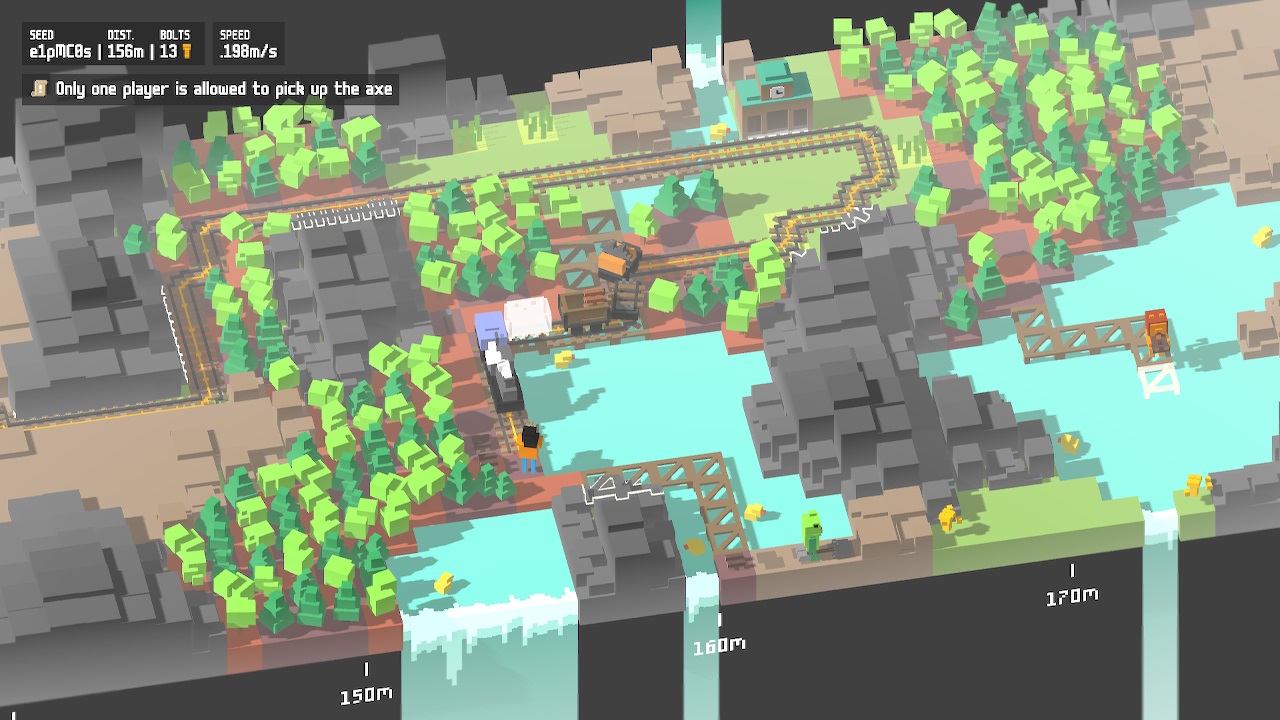 SEED DIST. BOLTS SPEED
e1pMC0s | 156m | 13 .198m/s
Only one player is allowed to pick up the axe
150m
160m
170m